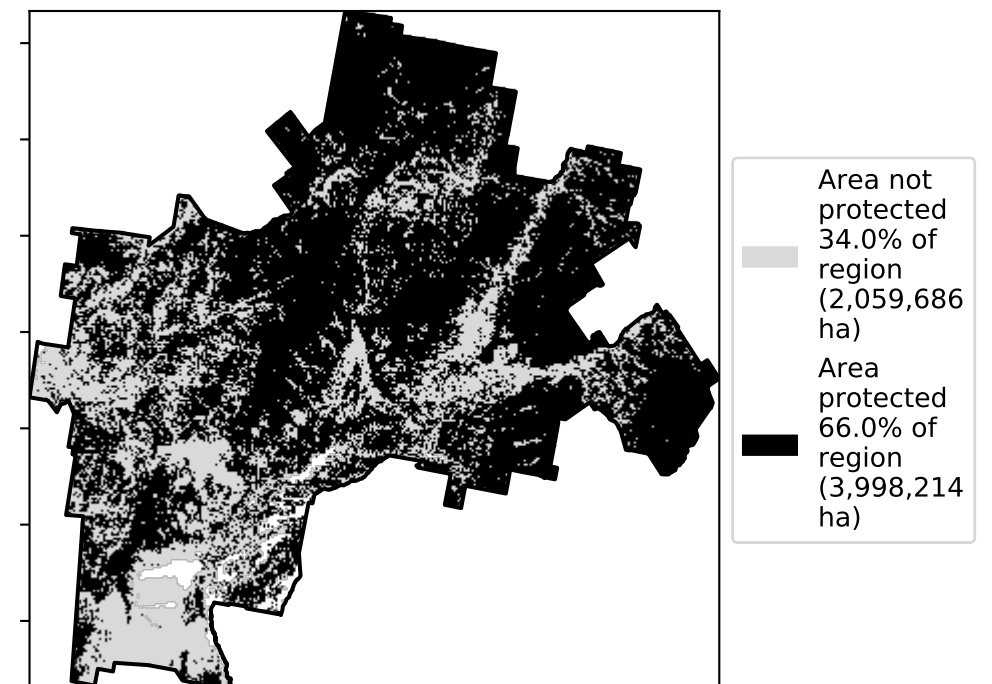 Area not
protected
34.0% of
region
(2,059,686
ha)
Area
protected
66.0% of
region
(3,998,214
ha)